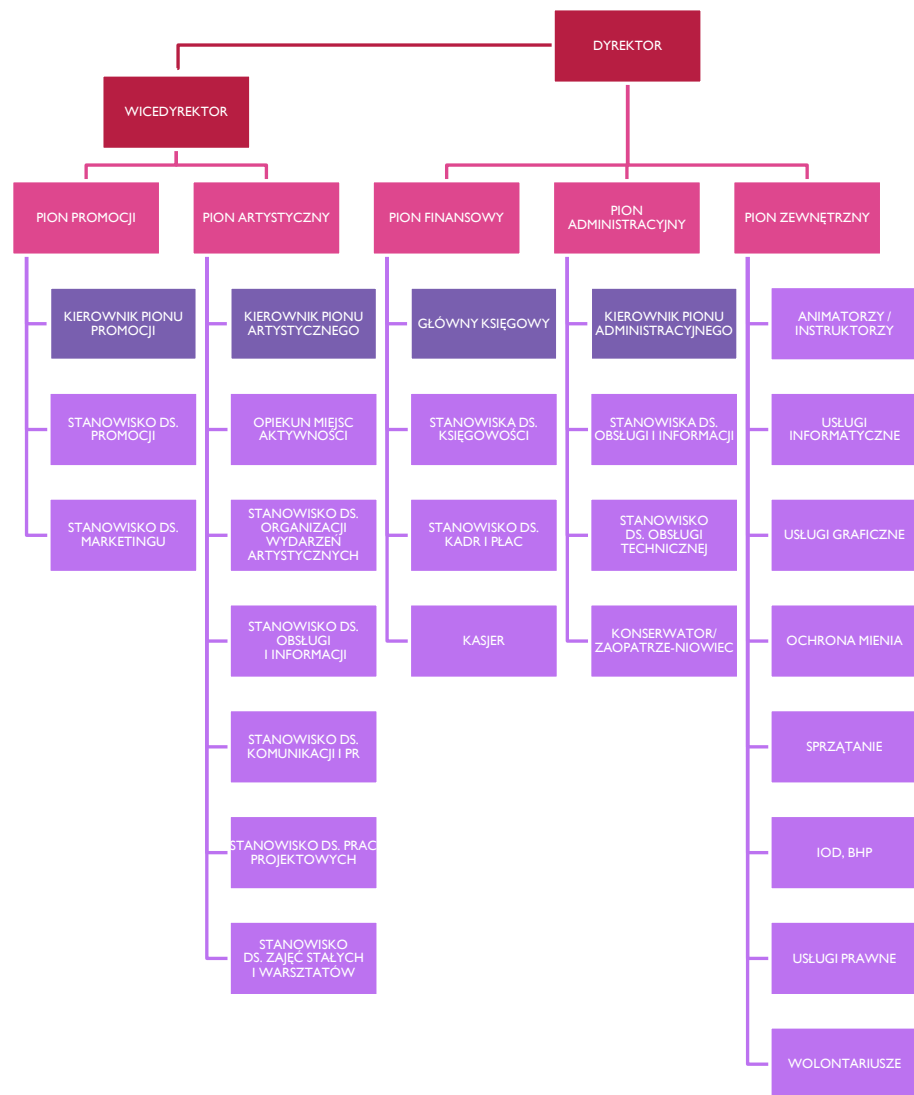 DYREKTOR
WICEDYREKTOR
PION PROMOCJI
PION ARTYSTYCZNY
PION FINANSOWY
PION
ADMINISTRACYJNY
PION ZEWNĘTRZNY
KIEROWNIK PIONU
PROMOCJI
STANOWISKO DS.
PROMOCJI
STANOWISKO DS.
MARKETINGU
KIEROWNIK PIONU
ARTYSTYCZNEGO
OPIEKUN MIEJSC
AKTYWNOŚCI
STANOWISKO DS.
ORGANIZACJI
WYDARZEŃ
ARTYSTYCZNYCH
STANOWISKO DS.
OBSŁUGI
I INFORMACJI
STANOWISKO DS.
KOMUNIKACJI I PR
STANOWISKO DS. PRAC
PROJEKTOWYCH
STANOWISKO
DS. ZAJĘĆ STAŁYCH
I WARSZTATÓW
GŁÓWNY KSIĘGOWY
STANOWISKA DS.
KSIĘGOWOŚCI
STANOWISKO DS.
KADR I PŁAC
KASJER
KIEROWNIK PIONU
ADMINISTRACYJNEGO
STANOWISKA DS.
OBSŁUGI I INFORMACJI
STANOWISKO
DS. OBSŁUGI
TECHNICZNEJ
KONSERWATOR/
ZAOPATRZE-NIOWIEC
ANIMATORZY /
INSTRUKTORZY
USŁUGI
INFORMATYCZNE
USŁUGI GRAFICZNE
OCHRONA MIENIA
SPRZĄTANIE
IOD, BHP
USŁUGI PRAWNE
WOLONTARIUSZE